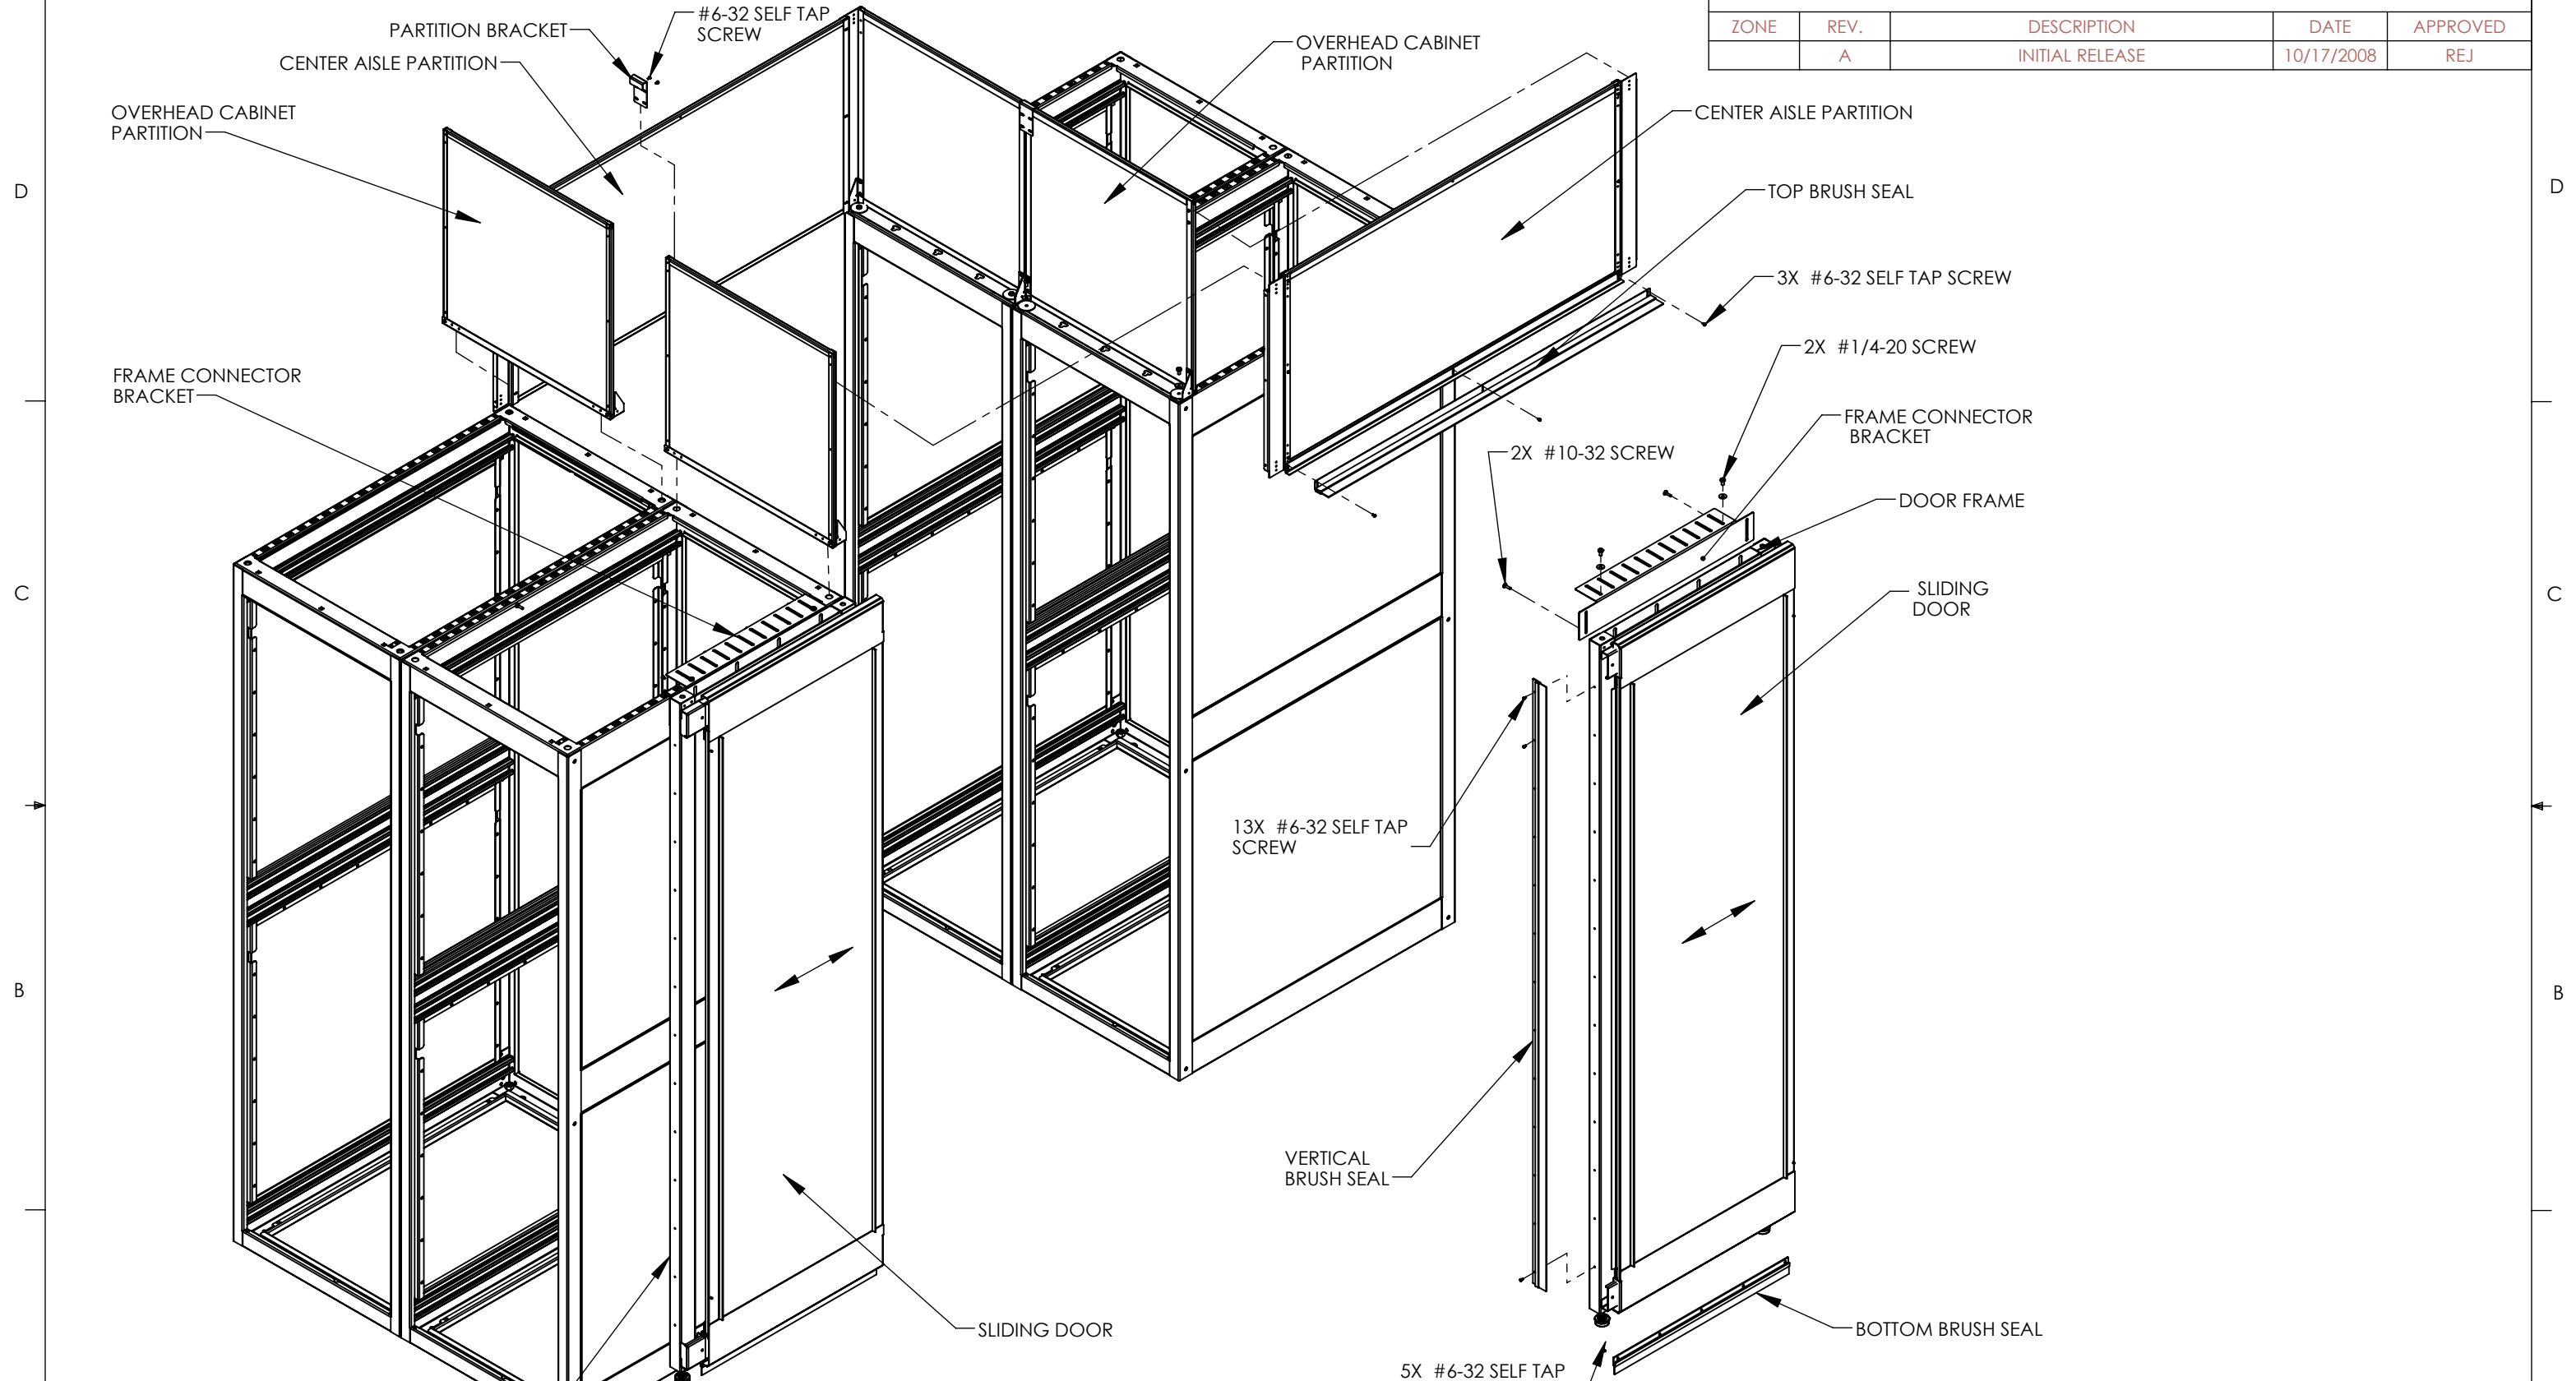 ZONE REV. DESCRIPTION DATE APPROVED
A INITIAL RELEASE 10/17/2008 REJ
#6-32 SELF TAP
SCREW
PARTITION BRACKET
CENTER AISLE PARTITION
OVERHEAD CABINET
PARTITION
OVERHEAD CABINET
PARTITION
CENTER AISLE PARTITION
D
D
TOP BRUSH SEAL
3X #6-32 SELF TAP SCREW
2X #1/4-20 SCREW
FRAME CONNECTOR
BRACKET
FRAME CONNECTOR
BRACKET
2X #10-32 SCREW
DOOR FRAME
C
C
SLIDING
DOOR
13X #6-32 SELF TAP
SCREW
B
B
VERTICAL
BRUSH SEAL
SLIDING DOOR
BOTTOM BRUSH SEAL
5X #6-32 SELF TAP